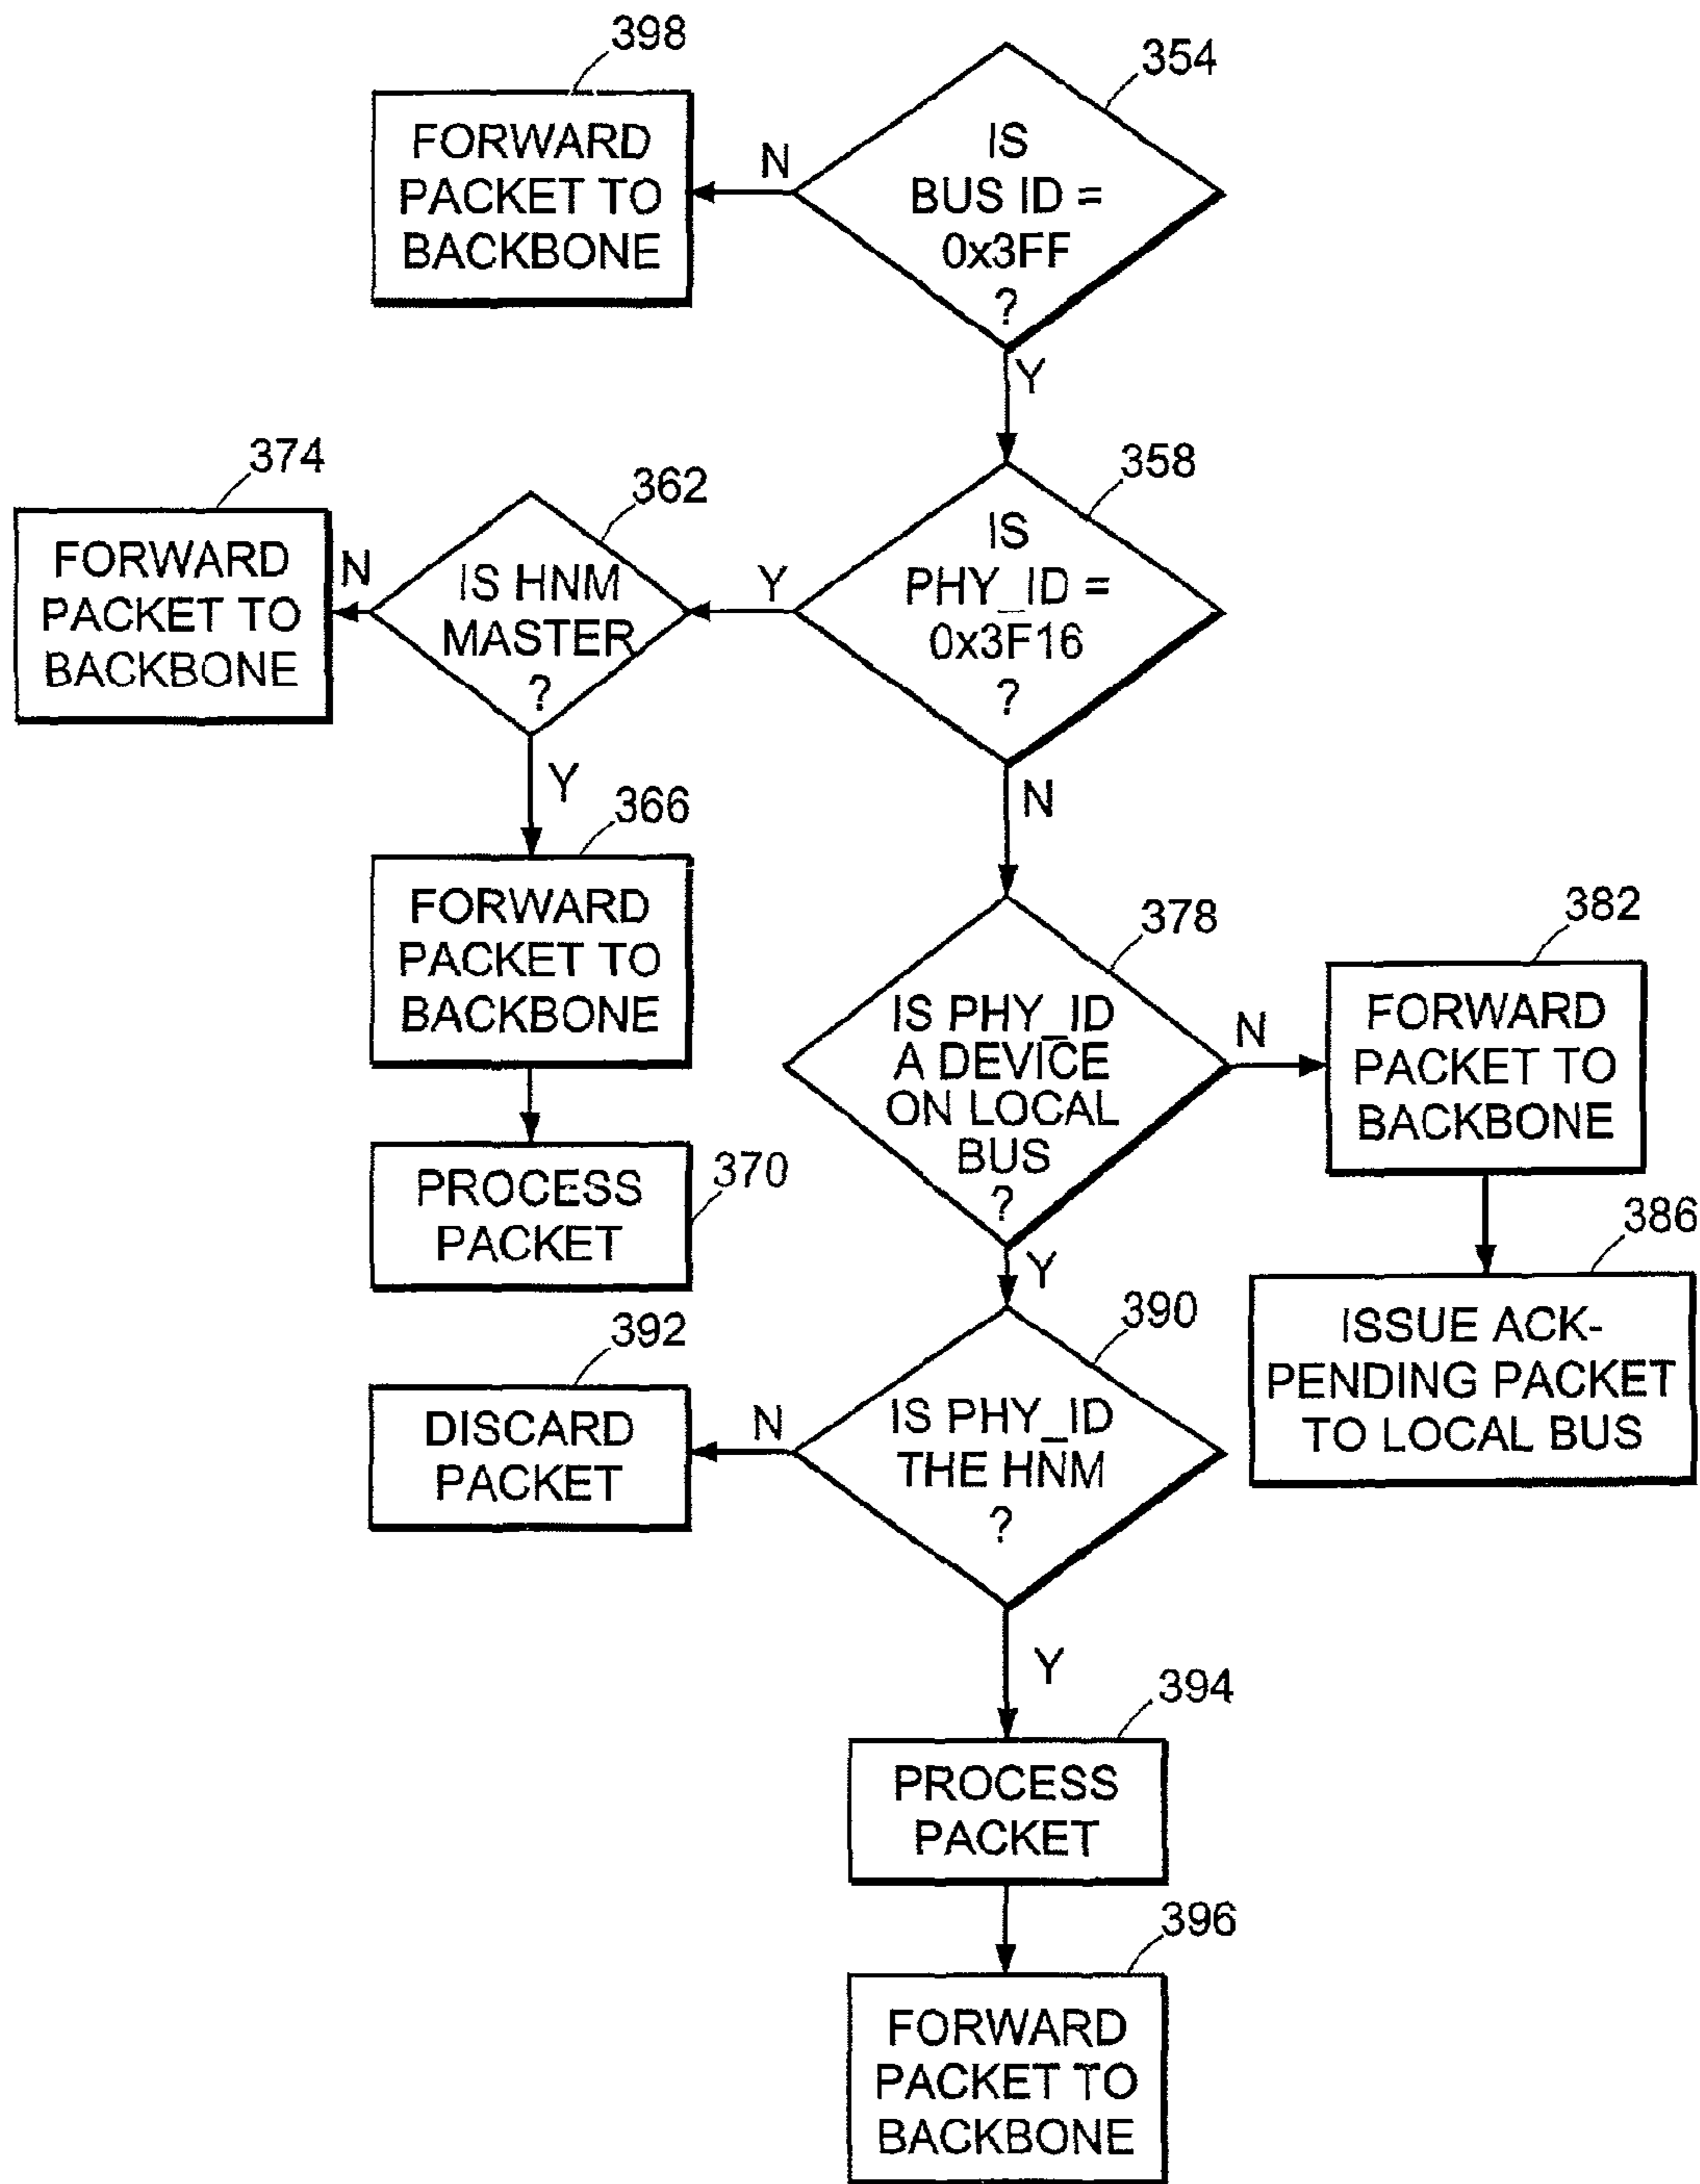 398
FORWARD
PACKET TO
BACKBONE
N
354
IS
BUS ID =
0x3FF
?
Y
374
FORWARD
PACKET TO
BACKBONE
N
362
IS HNM
MASTER
?
Y
358
IS
PHY_ID =
0x3F16
?
Y
N
366
FORWARD
PACKET TO
BACKBONE
370
PROCESS
PACKET
378
IS PHY_ID
A DEVICE
ON LOCAL
BUS
?
N
Y
382
FORWARD
PACKET TO
BACKBONE
386
ISSUE ACK-
PENDING PACKET
TO LOCAL BUS
392
DISCARD
PACKET
N
390
IS PHY_ID
THE HNM
?
Y
394
PROCESS
PACKET
396
FORWARD
PACKET TO
BACKBONE